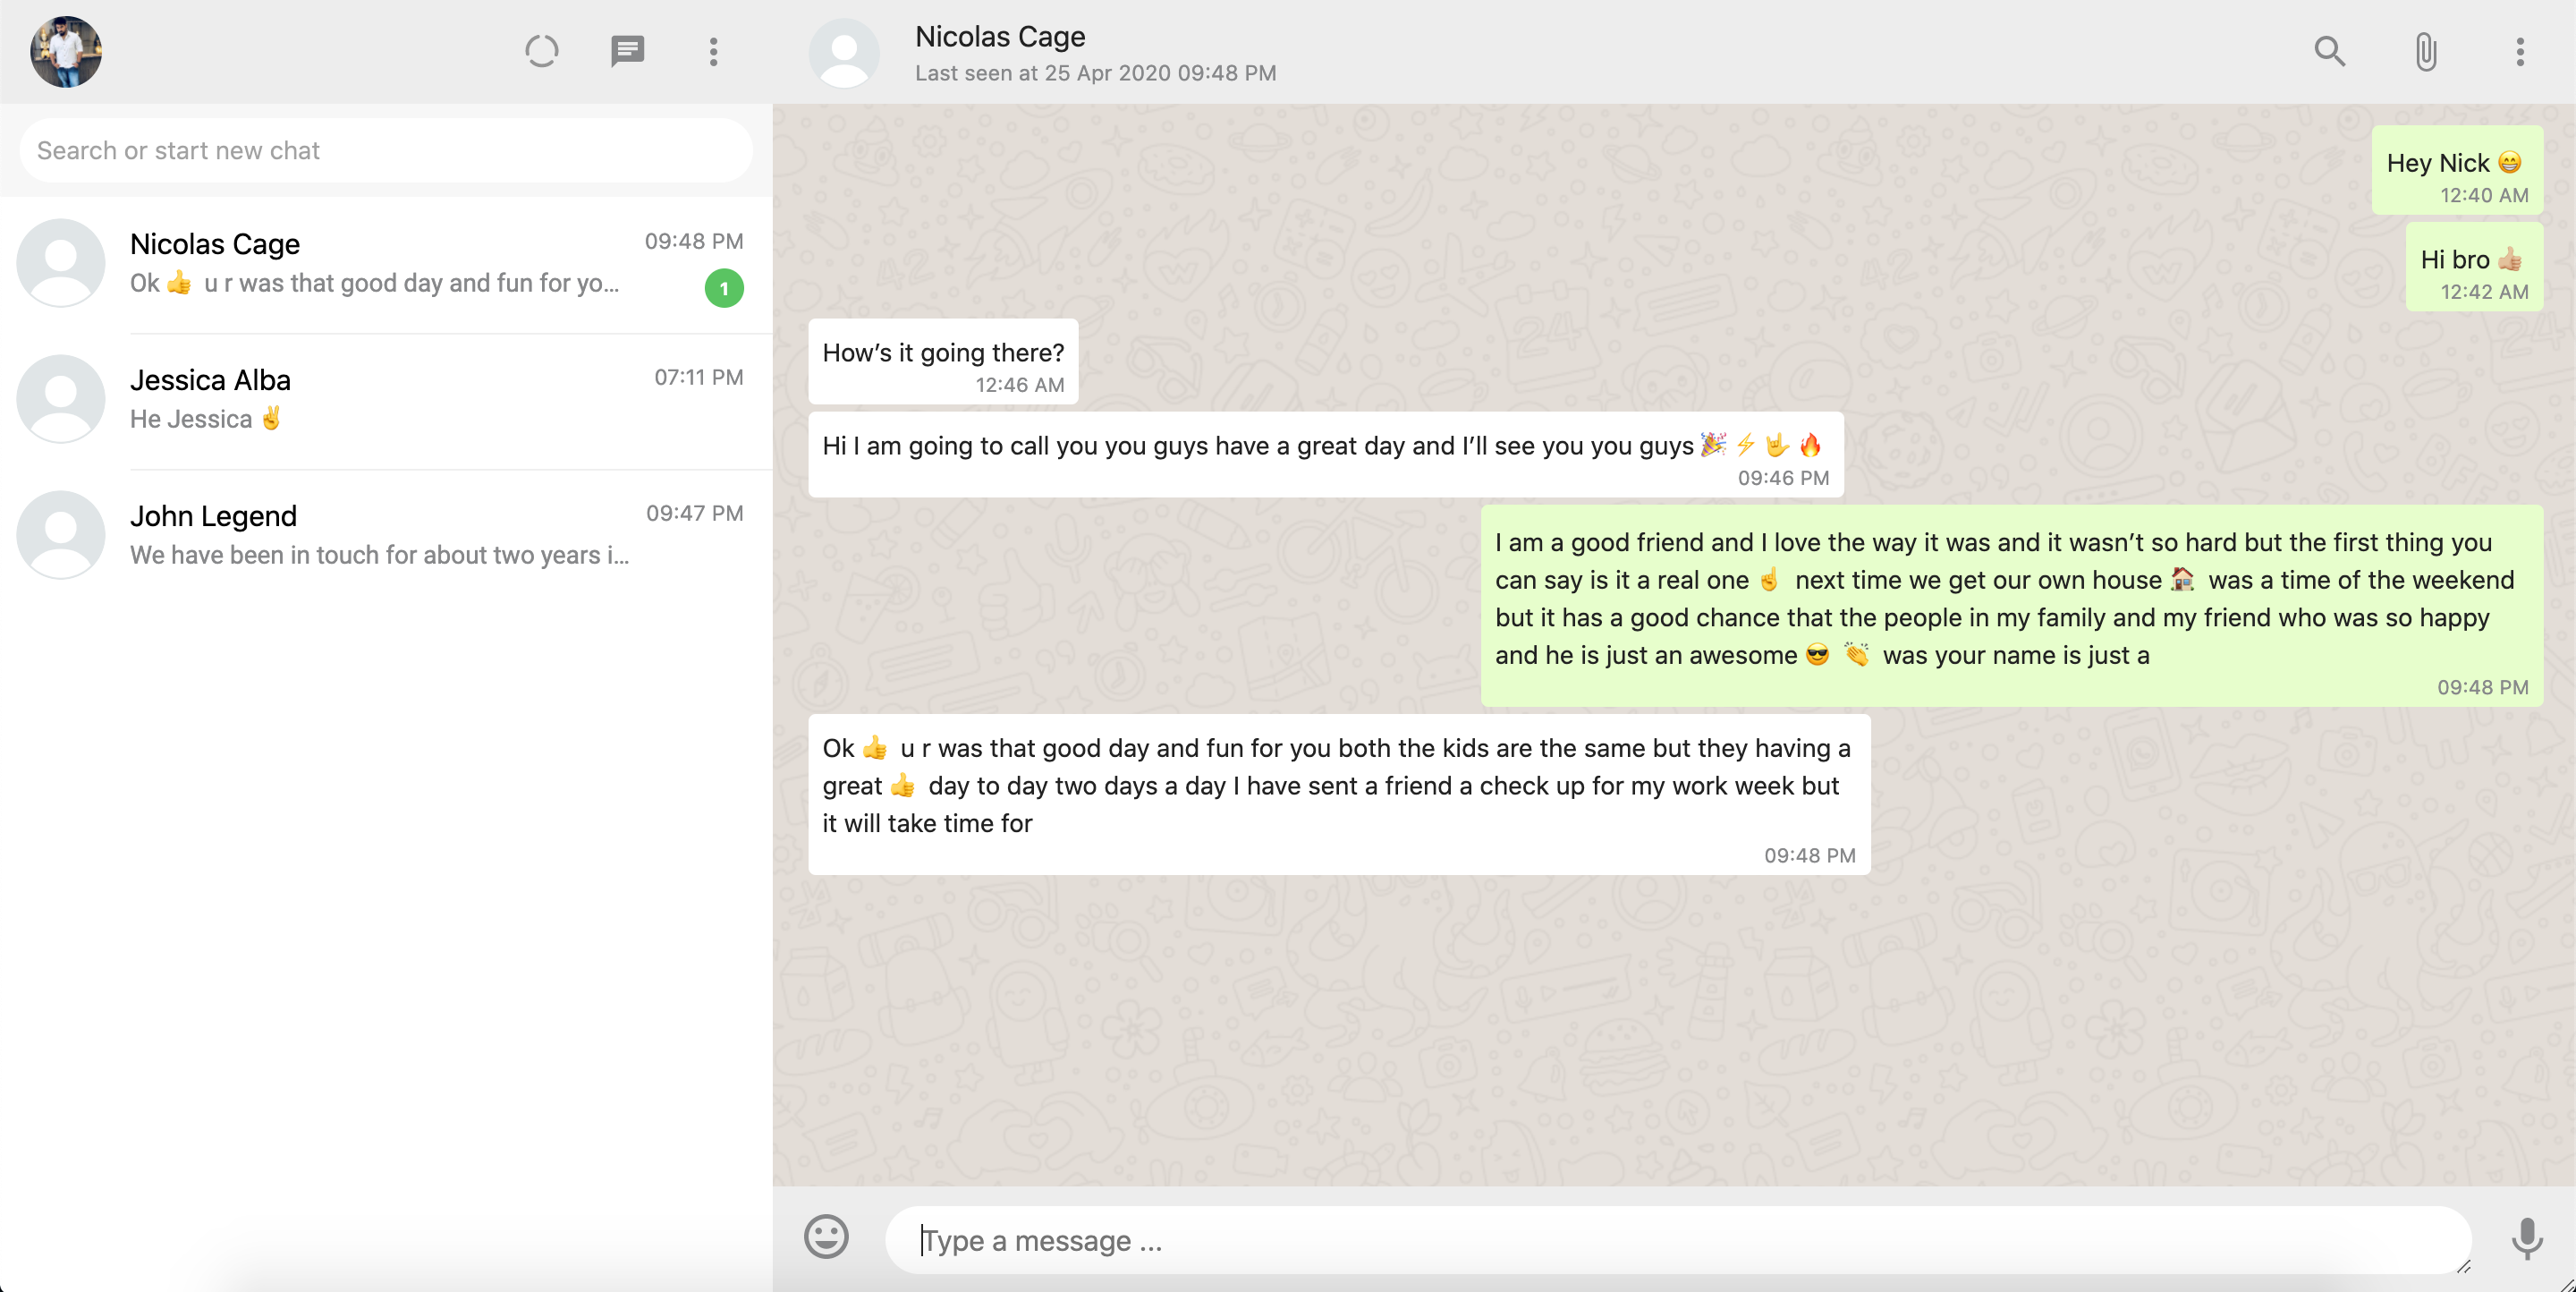 Nicolas Cage
Last seen at 25 Apr 2020 09:48 PM
Search or start new chat
Nicolas Cage
09:48 PM
Ok 👍 u r was that good day and fun for yo...
1
Jessica Alba
07:11 PM
He Jessica ✌️
John Legend
09:47 PM
We have been in touch for about two years i...
Hey Nick 😁
12:40 AM
Hi bro 👍🏼
12:42 AM
How’s it going there?
12:46 AM
Hi I am going to call you you guys have a great day and I’ll see you you guys 🎉 ⚡ 🤟 🔥
09:46 PM
I am a good friend and I love the way it was and it wasn’t so hard but the first thing you
can say is it a real one ☝️ next time we get our own house 🏠 was a time of the weekend
but it has a good chance that the people in my family and my friend who was so happy
and he is just an awesome 😎 👏 was your name is just a
09:48 PM
Ok 👍 u r was that good day and fun for you both the kids are the same but they having a
great 👍 day to day two days a day I have sent a friend a check up for my work week but
it will take time for
09:48 PM
Type a message ...